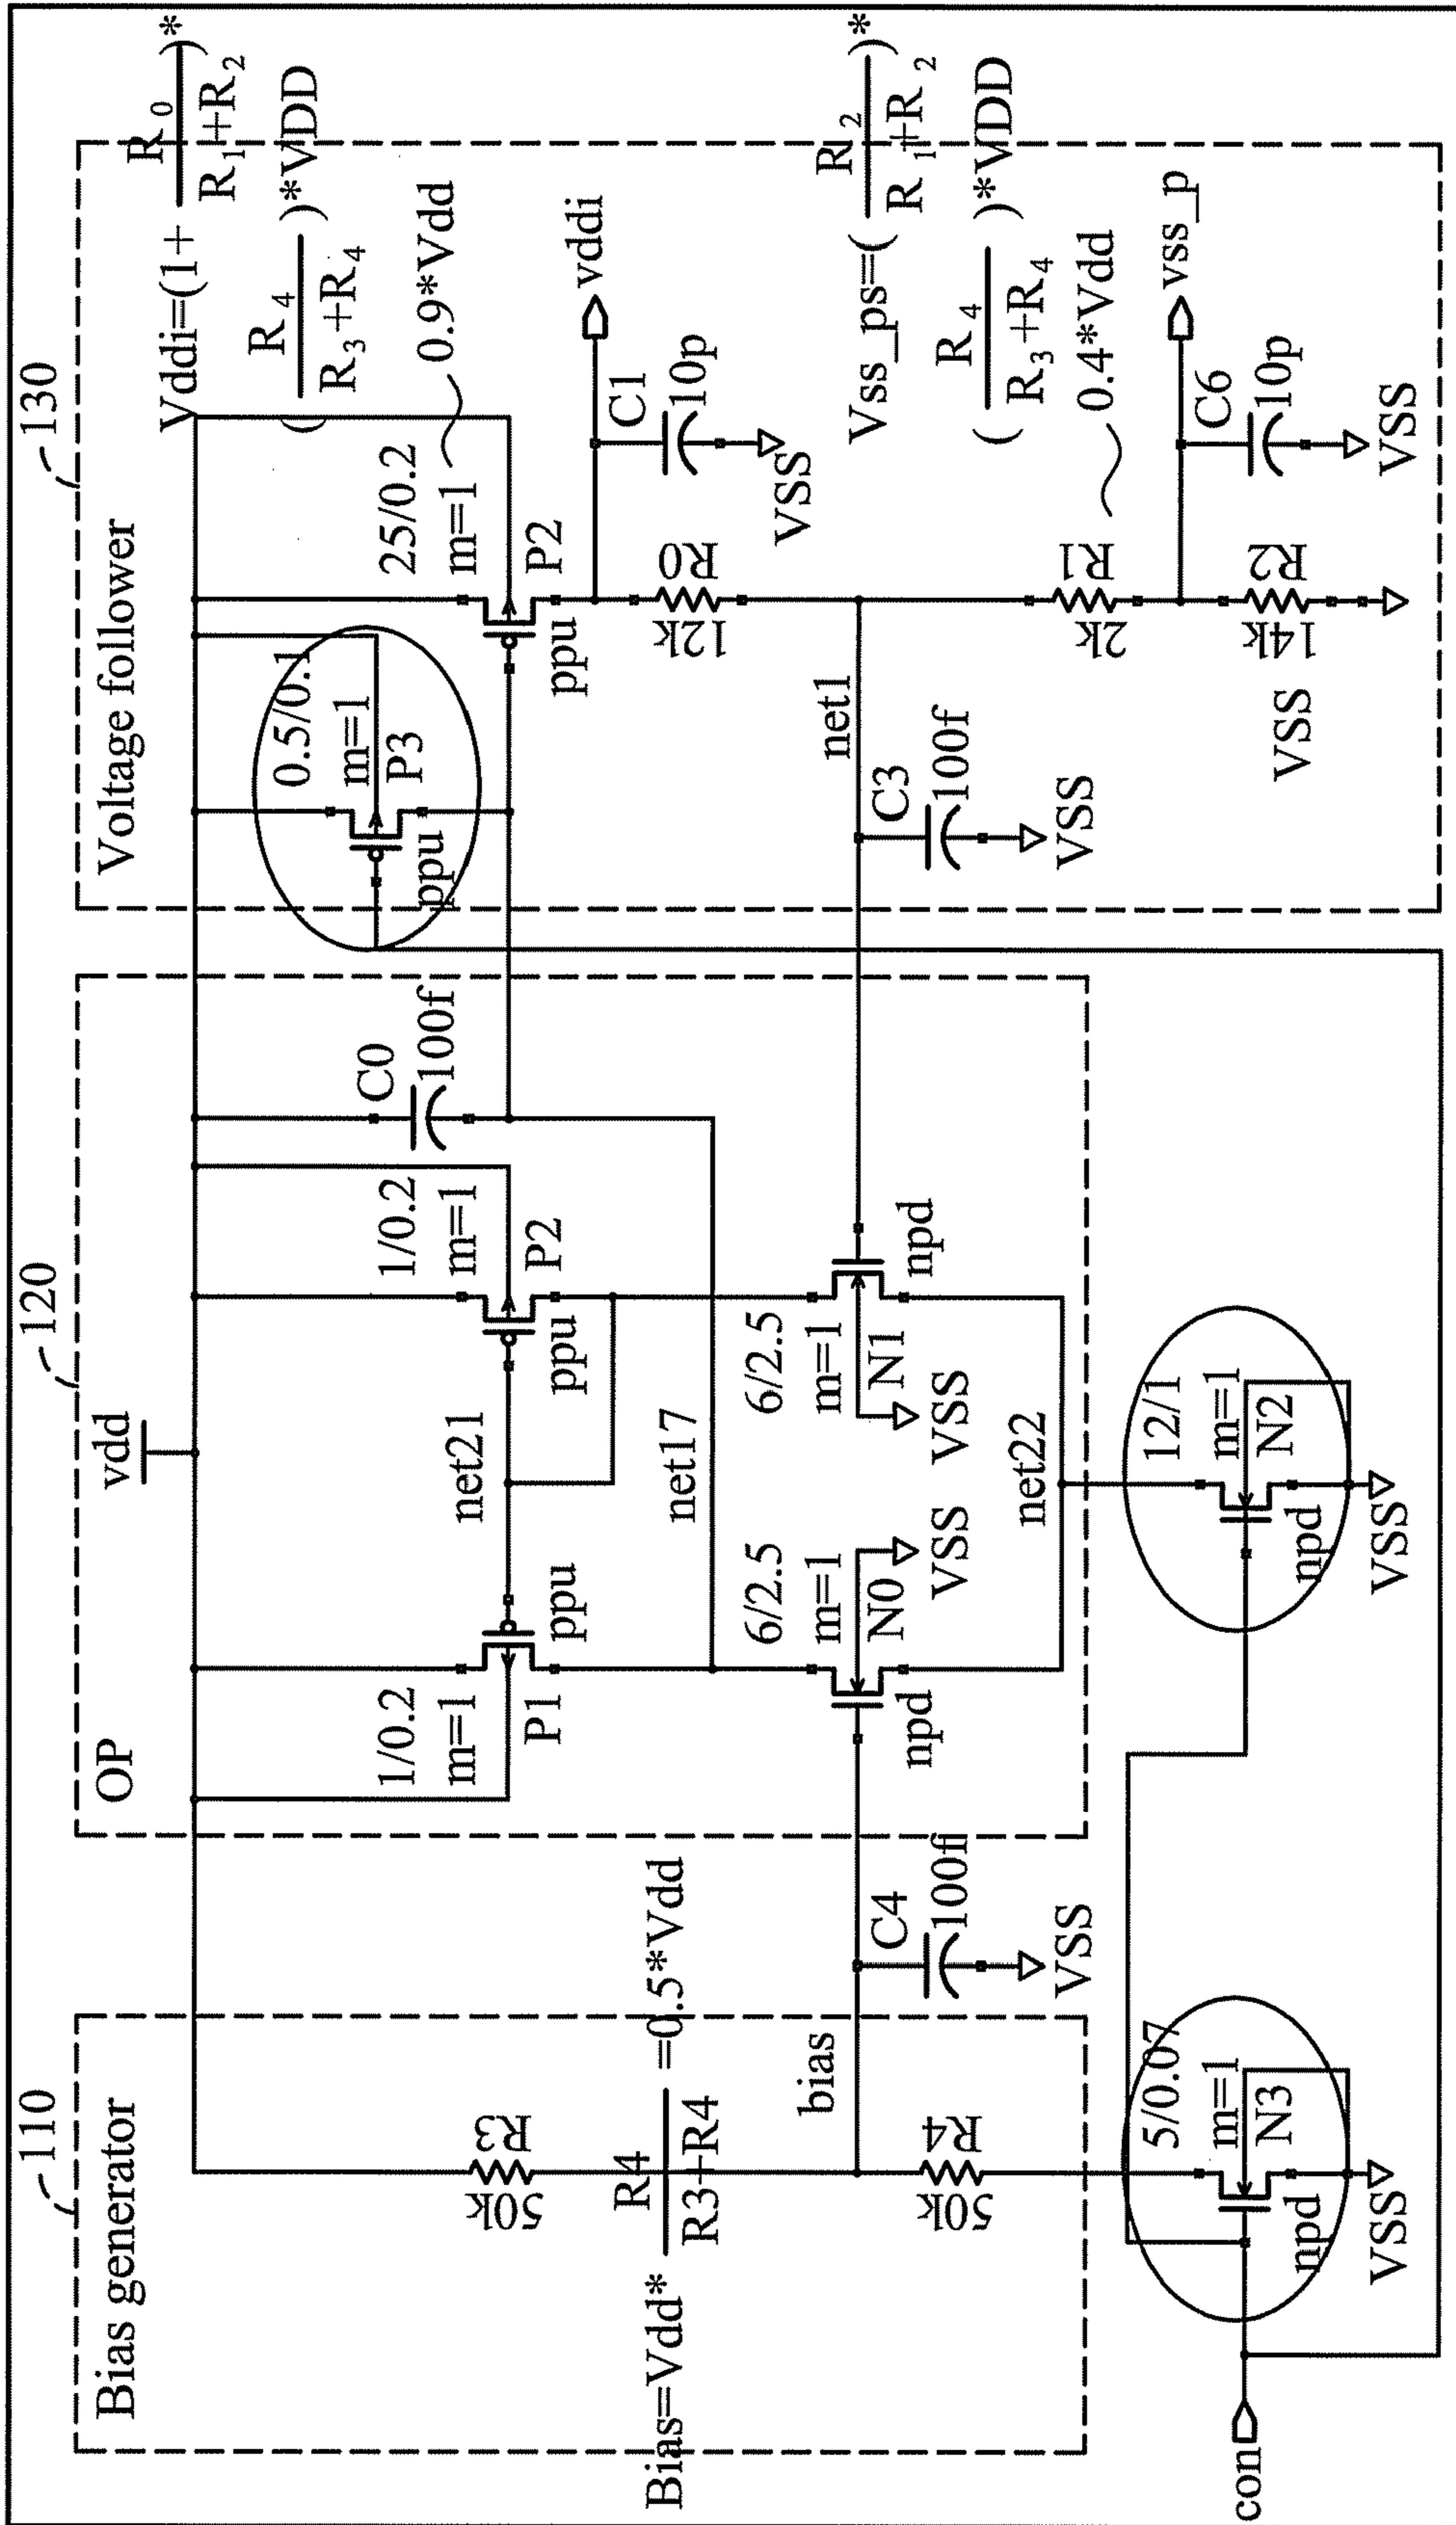 110
Bias generator
R3
50k
Bias=Vdd*
R4
R3+R4
=0.5*Vdd
bias
R4
50k
5/0.07
m=1
N3
npd
VSS
con
C4
100f
VSS
120
OP
vdd
1/0.2
m=1
P1
ppu
net21
1/0.2
m=1
P2
ppu
C0
100f
net17
6/2.5
m=1
N0
npd
VSS
6/2.5
m=1
N1
npd
VSS
net22
12/1
m=1
N2
npd
VSS
130
Voltage follower
0.5/0.1
m=1
P3
ppu
25/0.2
m=1
P2
ppu
Vddi=(1+
R0
R1+R2
)*
(
R4
R3+R4
)*VDD
0.9*Vdd
vddi
C1
10p
VSS
R0
12k
net1
C3
100f
VSS
Vss_ps=(
R2
R1+R2
)*
(
R4
R3+R4
)*VDD
0.4*Vdd
R1
2k
vss_p
C6
10p
VSS
R2
14k
VSS